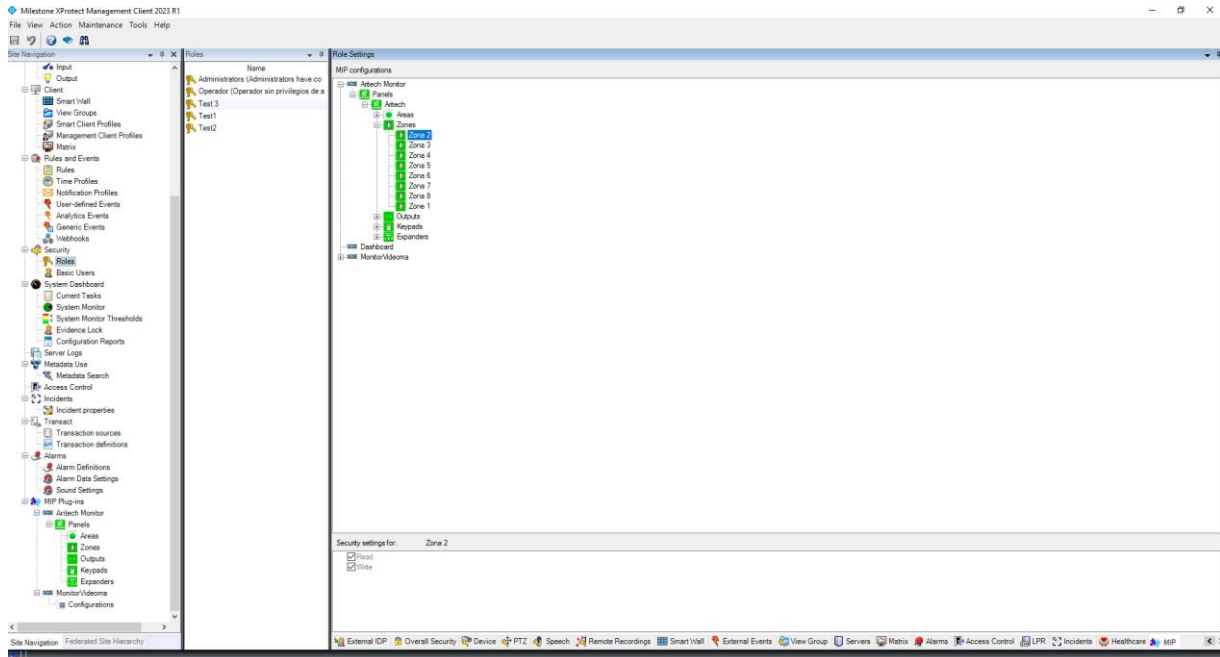 Milestone XProtect Management Client 2023 R1
File View Action Maintenance Tools Help
Site Navigation
Input
Output
Client
Smart Wall
View Groups
Smart Client Profiles
Management Client Profiles
Matrix
Rules and Events
Rules
Time Profiles
Notification Profiles
User-defined Events
Analytics Events
Generic Events
Webhooks
Security
Roles
Basic Users
System Dashboard
Current Tasks
System Monitor
System Monitor Thresholds
Evidence Lock
Configuration Reports
Server Logs
Metadata Use
Metadata Search
Access Control
Incidents
Incident properties
Transact
Transaction sources
Transaction definitions
Alarms
Alarm Definitions
Alarm Data Settings
Sound Settings
MIP Plug-ins
Aritech Monitor
Panels
Areas
Zones
Outputs
Keypads
Expanders
MonitorVideoma
Configurations
Site Navigation Federated Site Hierarchy
Roles
Name
Administrators (Administrators have co
Operador (Operador sin privilegios de a
Test 3
Test1
Test2
Role Settings
MIP configurations
Aritech Monitor
Panels
Aritech
Areas
Zones
Zona 2
Zona 3
Zona 4
Zona 5
Zona 6
Zona 7
Zona 8
Zone 1
Outputs
Keypads
Expanders
Dashboard
MonitorVideoma
Security settings for: Zona 2
Read
Write
External IDP Overall Security Device PTZ Speech Remote Recordings Smart Wall External Events View Group Servers Matrix Alarms Access Control LPR Incidents Healthcare MIP